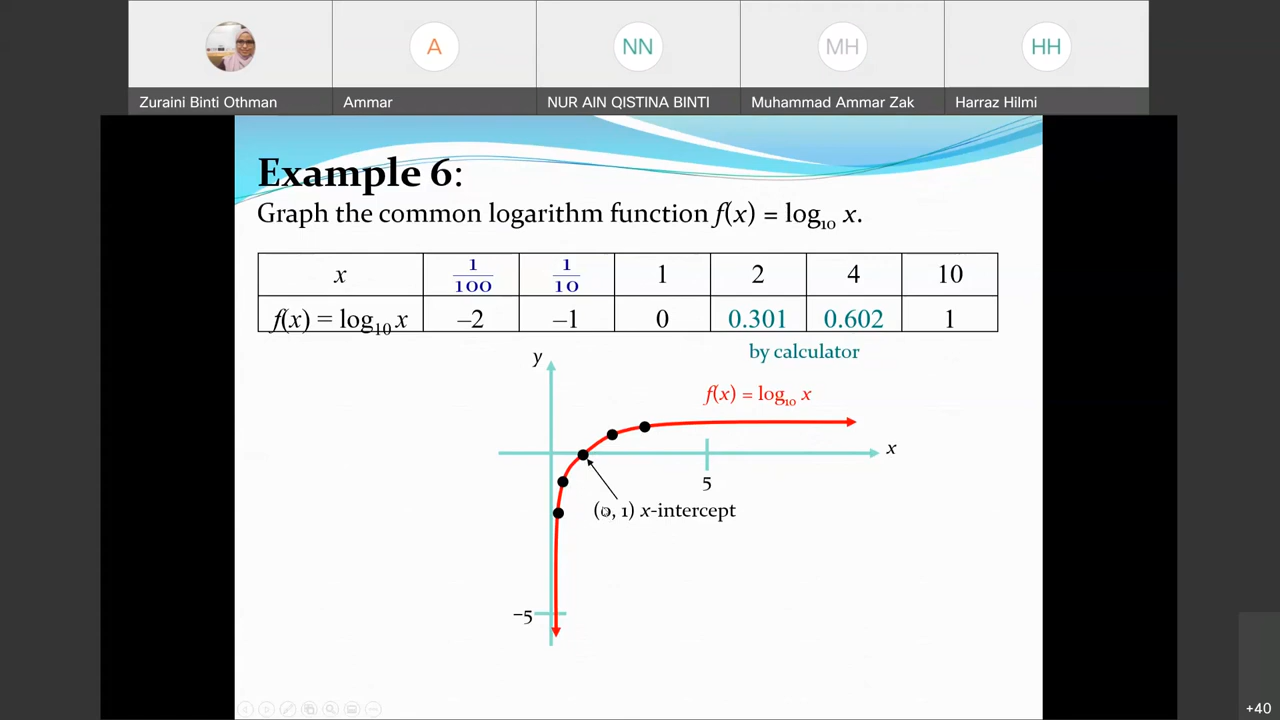 A
NN
MH
HH
Zuraini Binti Othman
Ammar
NUR AIN QISTINA BINTI
Muhammad Ammar Zak
Harraz Hilmi
Example 6:
Graph the common logarithm function f(x) = log₁₀ x.
x 1/100 1/10 1 2 4 10
f(x) = log₁₀ x –2 –1 0 0.301 0.602 1
by calculator
y
f(x) = log₁₀ x
x
5
(0, 1) x-intercept
–5
+40